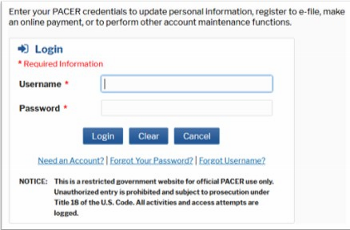 Enter your PACER credentials to update personal information, register to e-file, make
an online payment, or to perform other account maintenance functions.
Login
* Required Information
Username *
Password *
Login Clear Cancel
Need an Account? | Forgot Your Password? | Forgot Username?
NOTICE: This is a restricted government website for official PACER use only.
Unauthorized entry is prohibited and subject to prosecution under
Title 18 of the U.S. Code. All activities and access attempts are
logged.